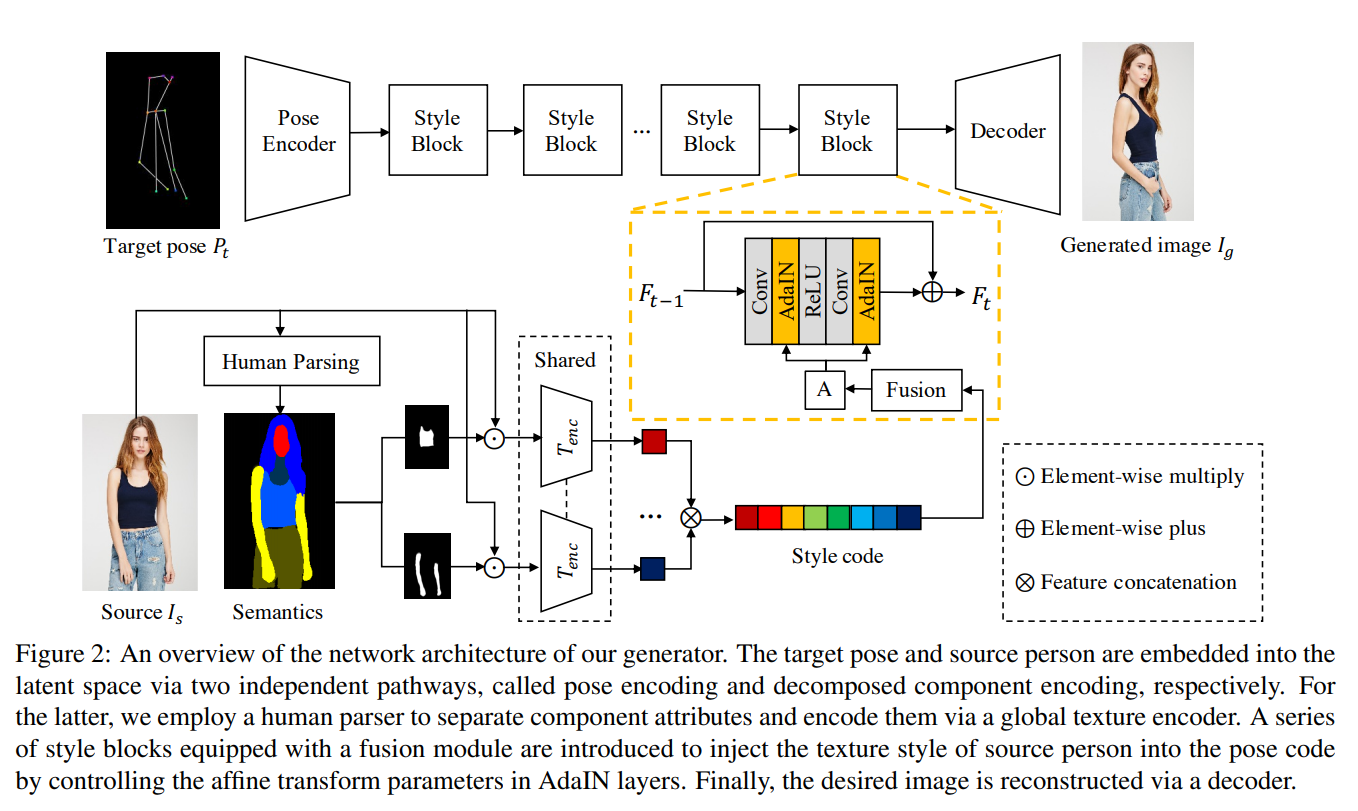 Pose
Encoder
Style
Block
Style
Block
...
Style
Block
Style
Block
Decoder
Target pose P_t
Generated image I_g
F_{t−1}
Conv
AdaIN
ReLU
Conv
AdaIN
F_t
A
Fusion
Human Parsing
Shared
T_enc
T_enc
...
Style code
Source I_s
Semantics
Element-wise multiply
Element-wise plus
Feature concatenation
Figure 2: An overview of the network architecture of our generator. The target pose and source person are embedded into the
latent space via two independent pathways, called pose encoding and decomposed component encoding, respectively. For
the latter, we employ a human parser to separate component attributes and encode them via a global texture encoder. A series
of style blocks equipped with a fusion module are introduced to inject the texture style of source person into the pose code
by controlling the affine transform parameters in AdaIN layers. Finally, the desired image is reconstructed via a decoder.